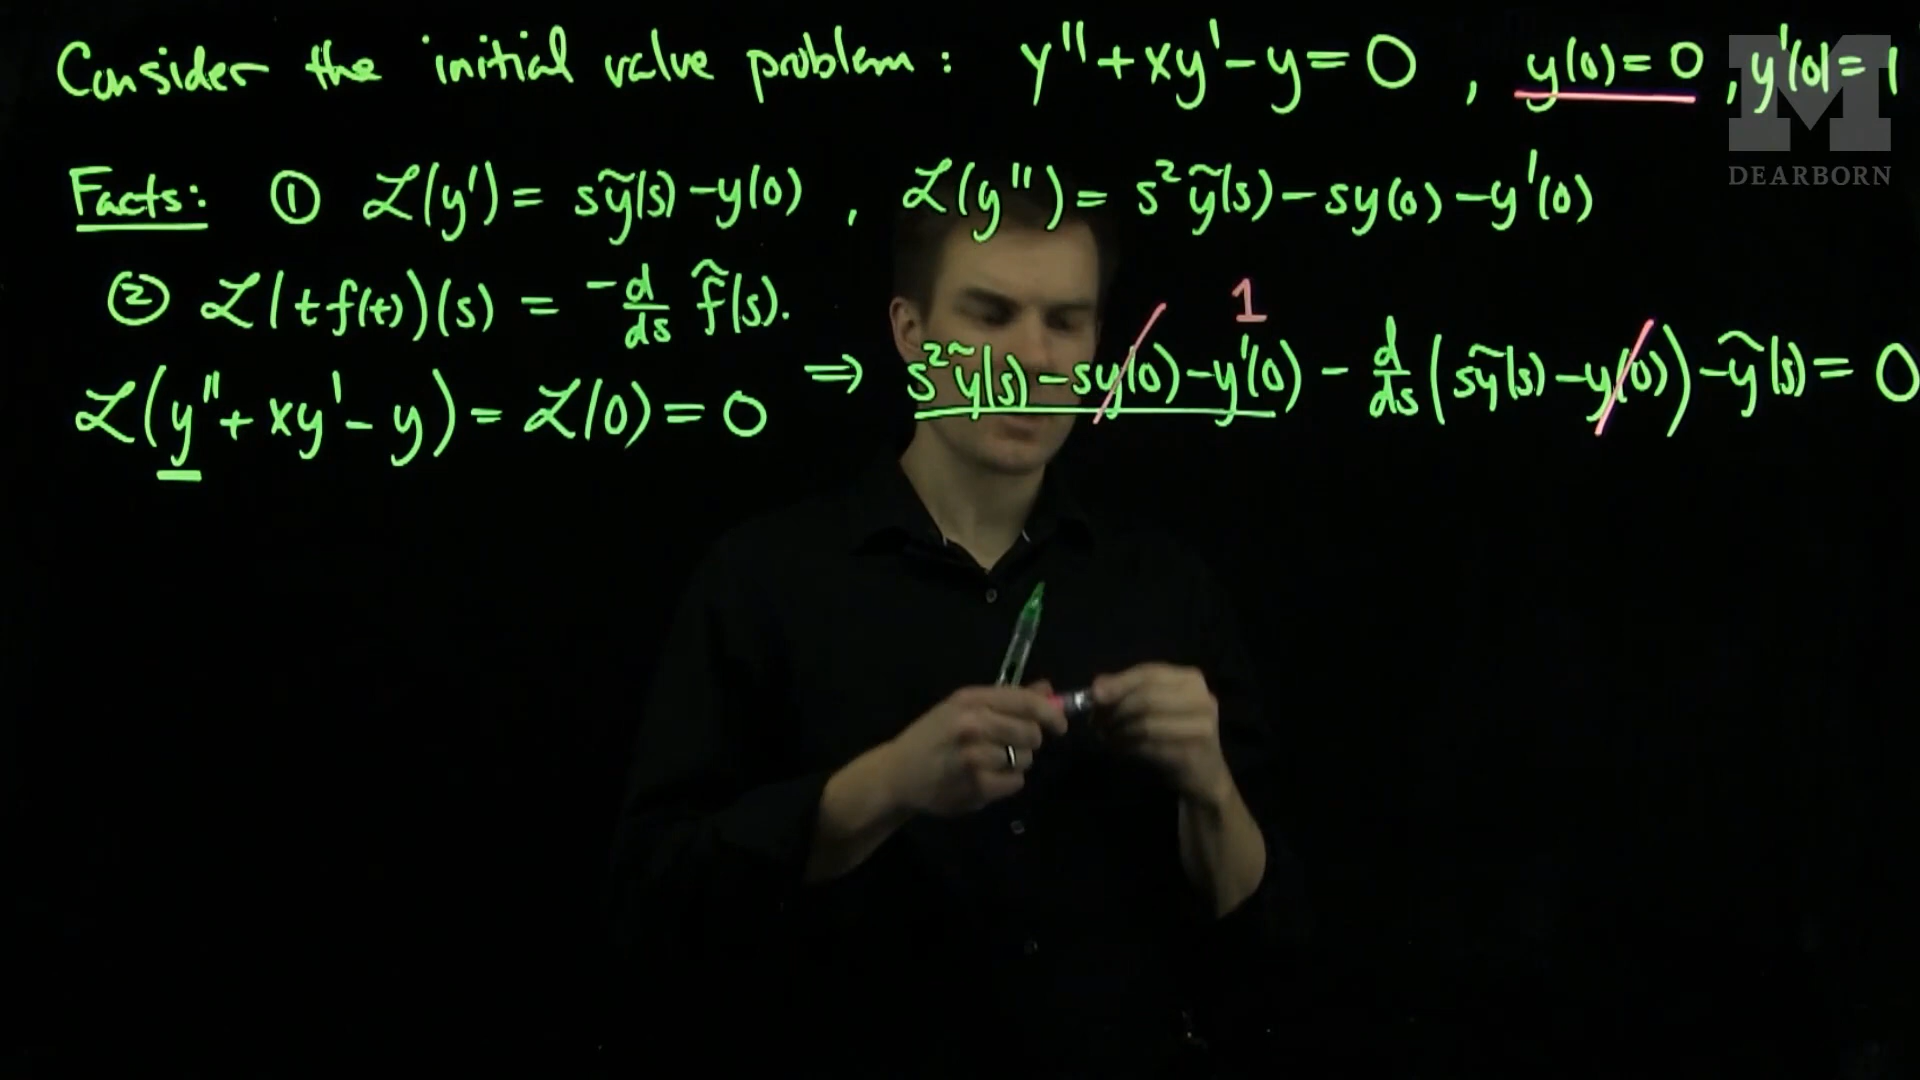 Consider the initial value problem: y'' + xy' - y = 0, y(0) = 0, y'(0) = 1
M
DEARBORN
Facts: ① ℒ(y') = sỹ(s) - y(0), ℒ(y'') = s²ỹ(s) - sy(0) - y'(0)
② ℒ(t f(t))(s) = -d/ds f̃(s).
1
ℒ(y'' + xy' - y) = ℒ(0) = 0 ⇒ s²ỹ(s) - sy(0) - y'(0) - d/ds(sỹ(s) - y(0)) - ỹ(s) = 0